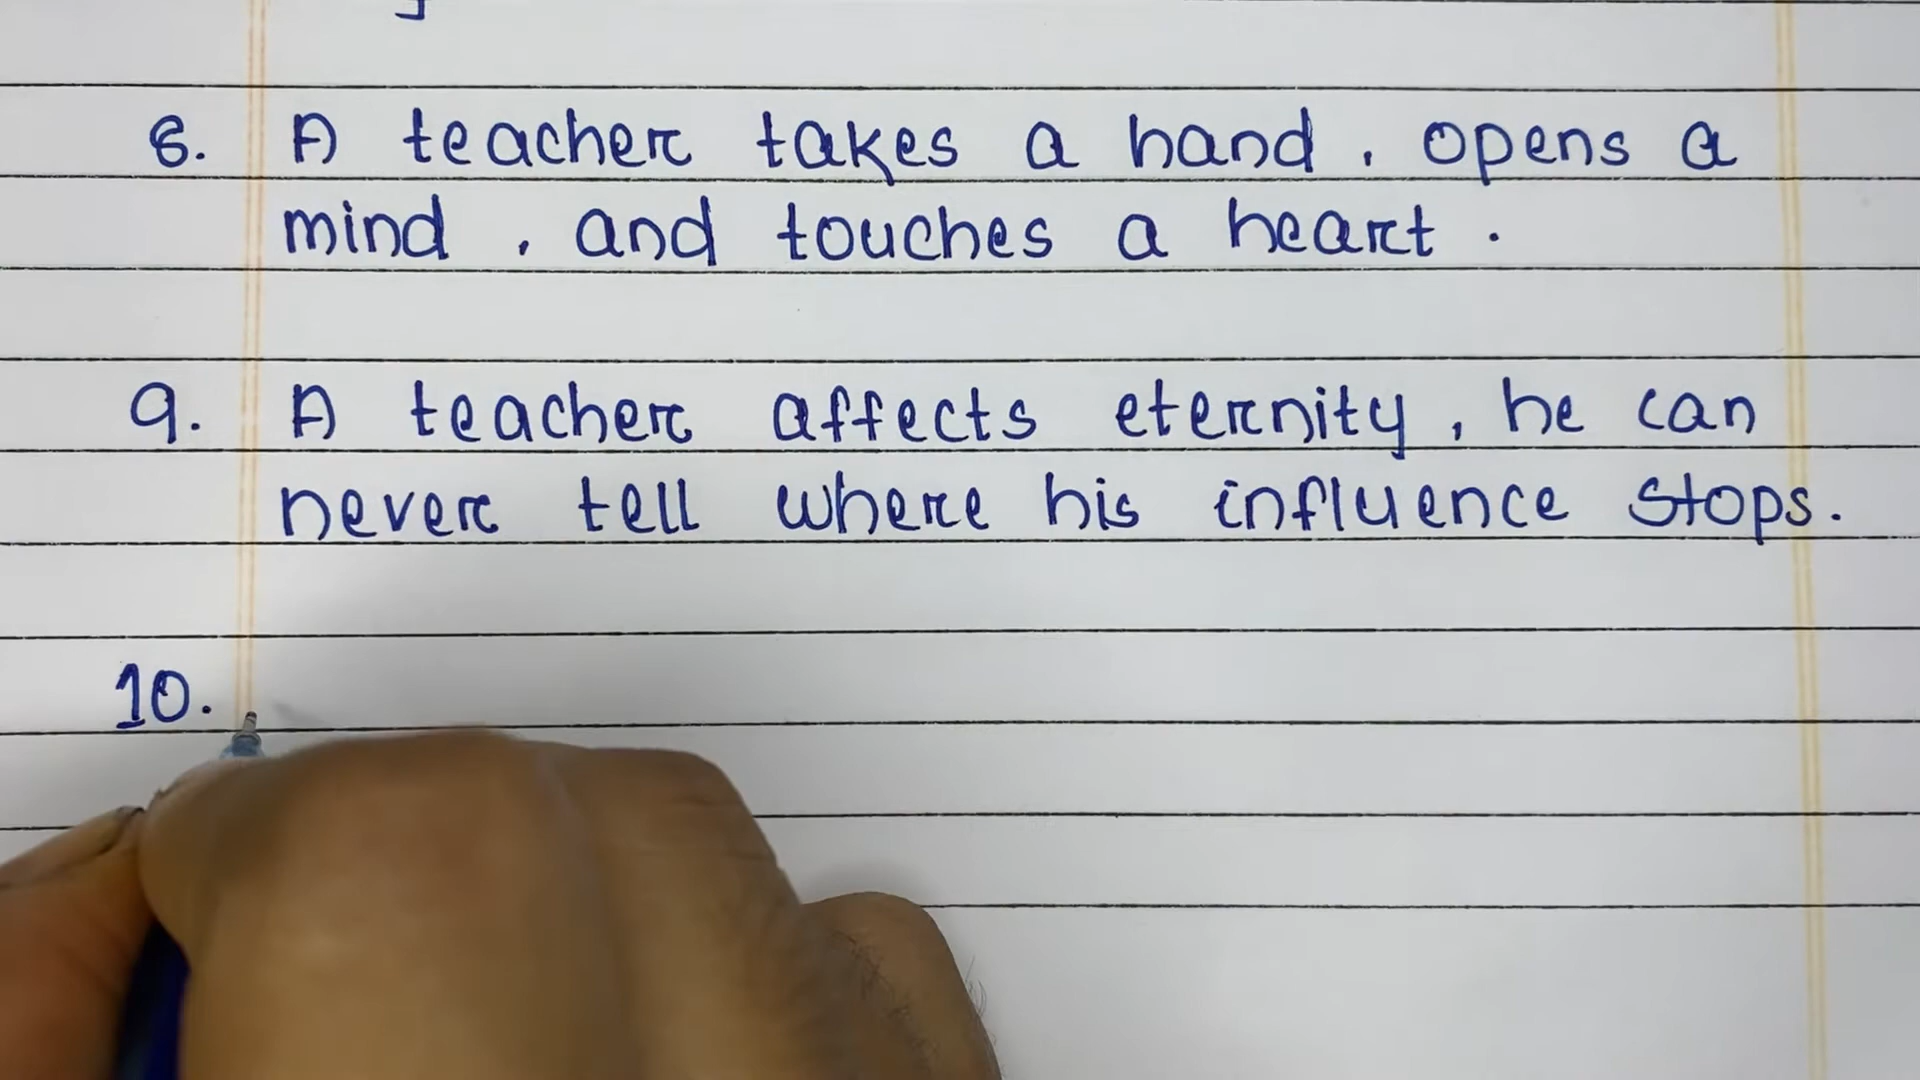 8. A teacher takes a hand, opens a
mind, and touches a heart.
9. A teacher affects eternity, he can
never tell where his influence stops.
10.